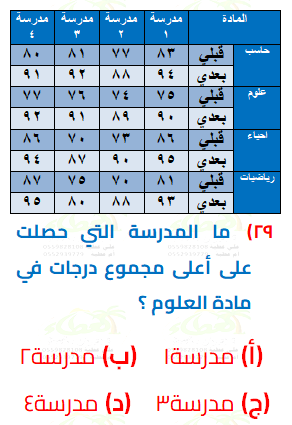 المادة مدرسة ١ مدرسة ٢ مدرسة ٣ مدرسة ٤
حاسب قبلي ٨٣ ٧٧ ٨١ ٨٠
بعدي ٩٤ ٨٨ ٩٢ ٩١
علوم قبلي ٧٥ ٧٤ ٧٦ ٧٧
بعدي ٩٠ ٨٩ ٩١ ٩٢
احياء قبلي ٨٦ ٧٣ ٧٠ ٨٦
بعدي ٩٥ ٩٠ ٨٧ ٩٤
رياضيات قبلي ٨١ ٧٠ ٧٥ ٨٧
بعدي ٩٣ ٨٨ ٨٠ ٩٥
٢٩) ما المدرسة التي حصلت
على أعلى مجموع درجات في
مادة العلوم ؟
(أ) مدرسة١ (ب) مدرسة٢
(ج) مدرسة٣ (د) مدرسة٤